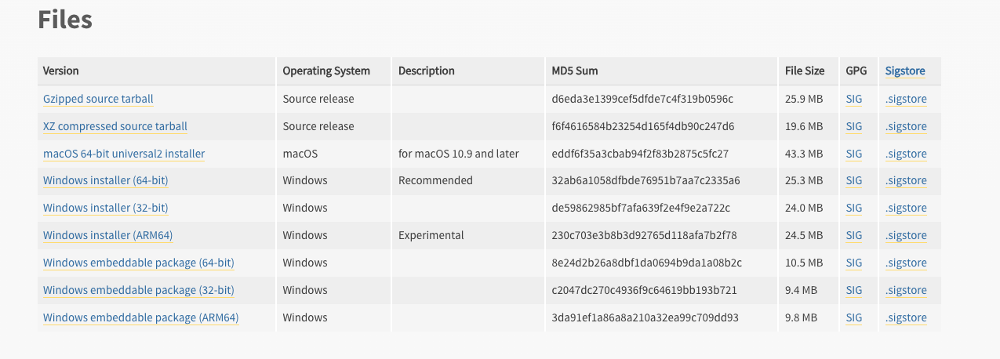 Files
Version Operating System Description MD5 Sum File Size GPG Sigstore
Gzipped source tarball Source release d6eda3e1399cef5dfde7c4f319b0596c 25.9 MB SIG .sigstore
XZ compressed source tarball Source release f6f4616584b23254d165f4db90c247d6 19.6 MB SIG .sigstore
macOS 64-bit universal2 installer macOS for macOS 10.9 and later eddf6f35a3cbab94f2f83b2875c5fc27 43.3 MB SIG .sigstore
Windows installer (64-bit) Windows Recommended 32ab6a1058dfbde76951b7aa7c2335a6 25.3 MB SIG .sigstore
Windows installer (32-bit) Windows de59862985bf7afa639f2e4f9e2a722c 24.0 MB SIG .sigstore
Windows installer (ARM64) Windows Experimental 230c703e3b8b3d92765d118afa7b2f78 24.5 MB SIG .sigstore
Windows embeddable package (64-bit) Windows 8e24d2b26a8dbf1da0694b9da1a08b2c 10.5 MB SIG .sigstore
Windows embeddable package (32-bit) Windows c2047dc270c4936f9c64619bb193b721 9.4 MB SIG .sigstore
Windows embeddable package (ARM64) Windows 3da91ef1a86a8a210a32ea99c709dd93 9.8 MB SIG .sigstore